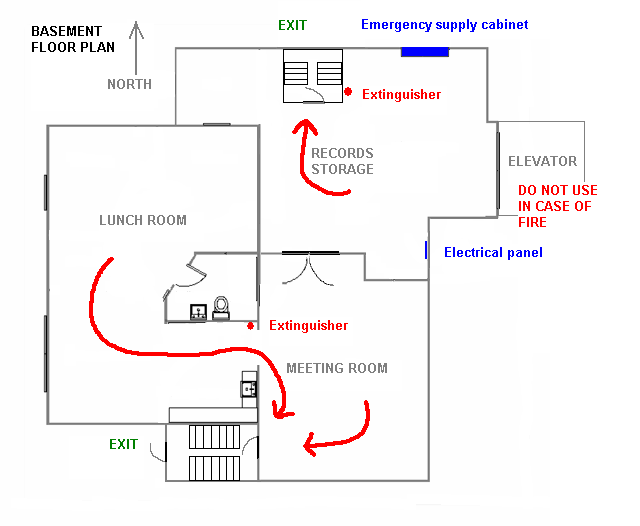 BASEMENT
FLOOR PLAN
NORTH
EXIT
Emergency supply cabinet
Extinguisher
RECORDS
STORAGE
ELEVATOR
DO NOT USE
IN CASE OF
FIRE
LUNCH ROOM
Electrical panel
Extinguisher
MEETING ROOM
EXIT